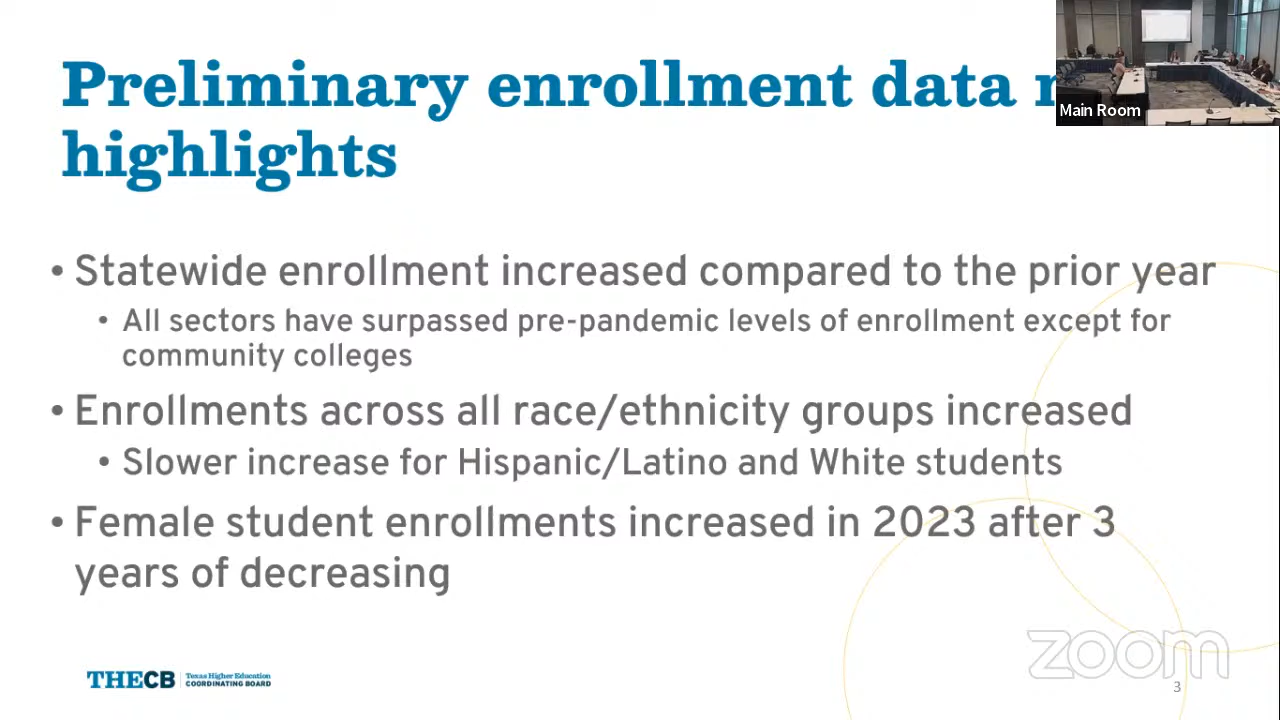 Preliminary enrollment data
highlights
Main Room
• Statewide enrollment increased compared to the prior year
• All sectors have surpassed pre-pandemic levels of enrollment except for
community colleges
• Enrollments across all race/ethnicity groups increased
• Slower increase for Hispanic/Latino and White students
• Female student enrollments increased in 2023 after 3
years of decreasing
THECB
Texas Higher Education
COORDINATING BOARD
zoom
3